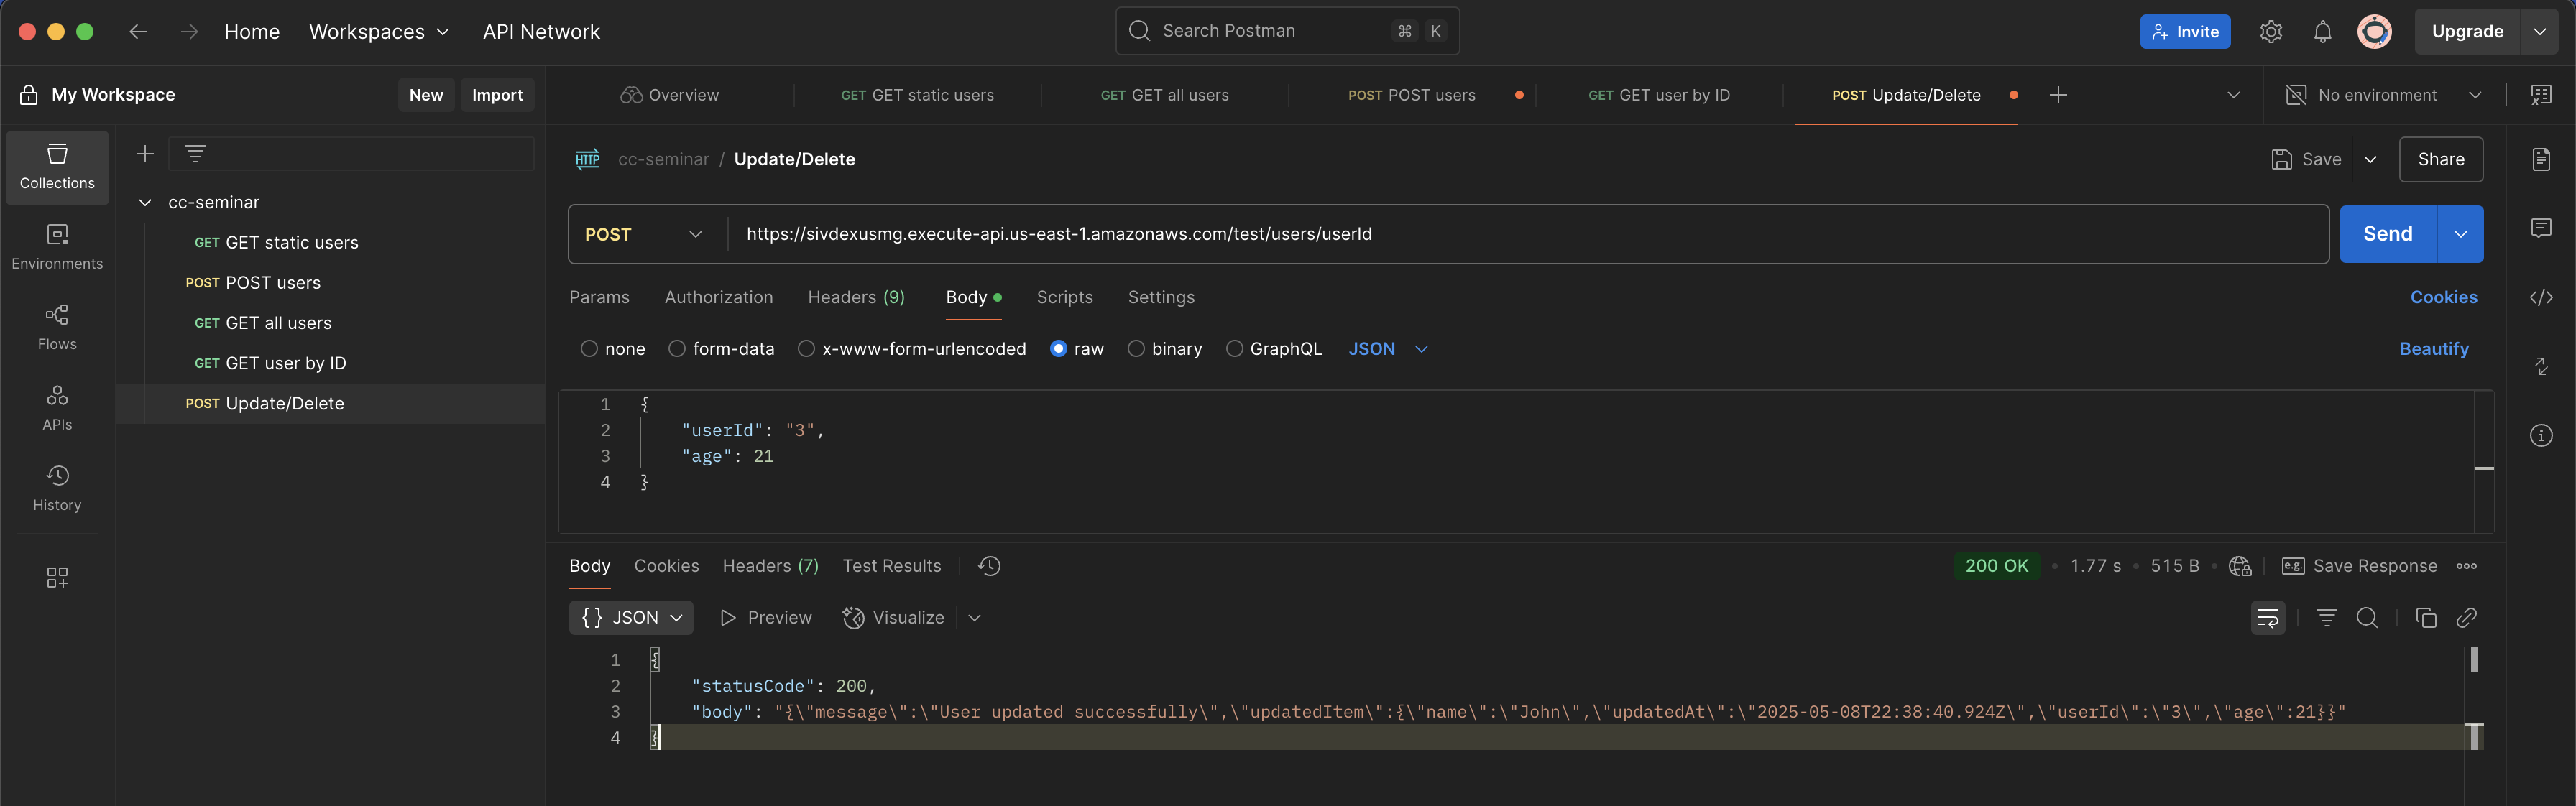 Home Workspaces API Network Search Postman ⌘ K Invite Upgrade
My Workspace New Import Overview GET GET static users GET GET all users POST POST users GET GET user by ID POST Update/Delete No environment
Collections
Environments
Flows
APIs
History
cc-seminar
GET GET static users
POST POST users
GET GET all users
GET GET user by ID
POST Update/Delete
HTTP cc-seminar / Update/Delete Save Share
POST https://sivdexusmg.execute-api.us-east-1.amazonaws.com/test/users/userId Send
Params Authorization Headers (9) Body Scripts Settings Cookies
none form-data x-www-form-urlencoded raw binary GraphQL JSON Beautify
1 {
2 "userId": "3",
3 "age": 21
4 }
Body Cookies Headers (7) Test Results 200 OK • 1.77 s • 515 B • e.g. Save Response
{} JSON Preview Visualize
1 {
2 "statusCode": 200,
3 "body": "{\"message\":\"User updated successfully\",\"updatedItem\":{\"name\":\"John\",\"updatedAt\":\"2025-05-08T22:38:40.924Z\",\"userId\":\"3\",\"age\":21}}"
4 }